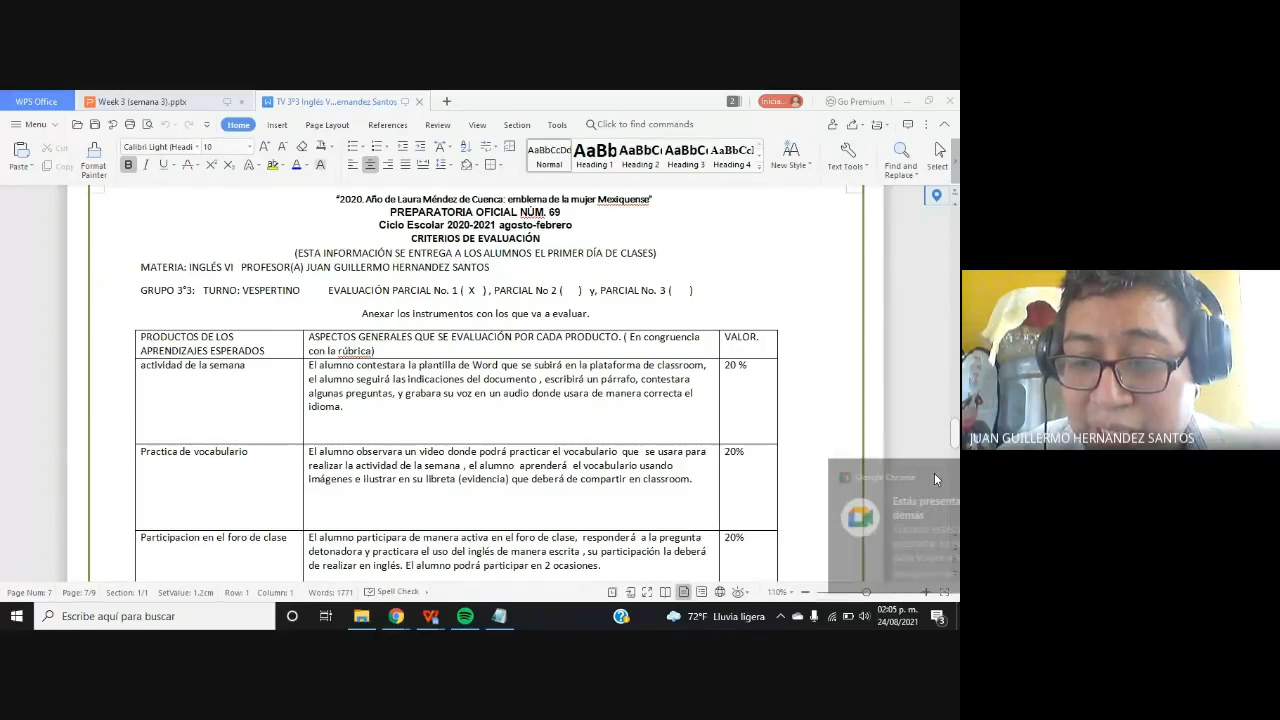 WPS Office
Week 3 (semana 3).pptx
TV 3º3 Inglés V...ernandez Santos
2
Inicia...
Go Premium
Menu
Home
Insert
Page Layout
References
Review
View
Section
Tools
Click to find commands
Paste
Cut
Copy
Format
Painter
Calibri Light (Headi
10
AaBbCcDd
Normal
AaBb
Heading 1
AaBbC(
Heading 2
AaBbC(
Heading 3
AaBbCcI
Heading 4
New Style
Text Tools
Find and
Replace
Select
"2020. Año de Laura Méndez de Cuenca: emblema de la mujer Mexiquense"
PREPARATORIA OFICIAL NÚM. 69
Ciclo Escolar 2020-2021 agosto-febrero
CRITERIOS DE EVALUACIÓN
(ESTA INFORMACIÓN SE ENTREGA A LOS ALUMNOS EL PRIMER DÍA DE CLASES)
MATERIA: INGLÉS VI PROFESOR(A) JUAN GUILLERMO HERNANDEZ SANTOS
GRUPO 3°3: TURNO: VESPERTINO EVALUACIÓN PARCIAL No. 1 ( X ) , PARCIAL No 2 ( ) y, PARCIAL No. 3 ( )
Anexar los instrumentos con los que va a evaluar.
PRODUCTOS DE LOS
APRENDIZAJES ESPERADOS
ASPECTOS GENERALES QUE SE EVALUACIÓN POR CADA PRODUCTO. ( En congruencia
con la rúbrica)
VALOR.
actividad de la semana
El alumno contestara la plantilla de Word que se subirá en la plataforma de classroom,
el alumno seguirá las indicaciones del documento , escribirá un párrafo, contestara
algunas preguntas, y grabara su voz en un audio donde usara de manera correcta el
idioma.
20 %
Practica de vocabulario
El alumno observara un video donde podrá practicar el vocabulario que se usara para
realizar la actividad de la semana , el alumno aprenderá el vocabulario usando
imágenes e ilustrar en su libreta (evidencia) que deberá de compartir en classroom.
20%
Participacion en el foro de clase
El alumno participara de manera activa en el foro de clase, responderá a la pregunta
detonadora y practicara el uso del inglés de manera escrita , su participación la deberá
de realizar en inglés. El alumno podrá participar en 2 ocasiones.
20%
Google Chrome
Estás presenta
demás
JUAN GUILLERMO HERNANDEZ SANTOS
Page Num: 7
Page: 7/9
Section: 1/1
SetValue: 1.2cm
Row: 1
Column: 1
Words: 1771
Spell Check
110%
Escribe aquí para buscar
72°F Lluvia ligera
02:05 p. m.
24/08/2021
3